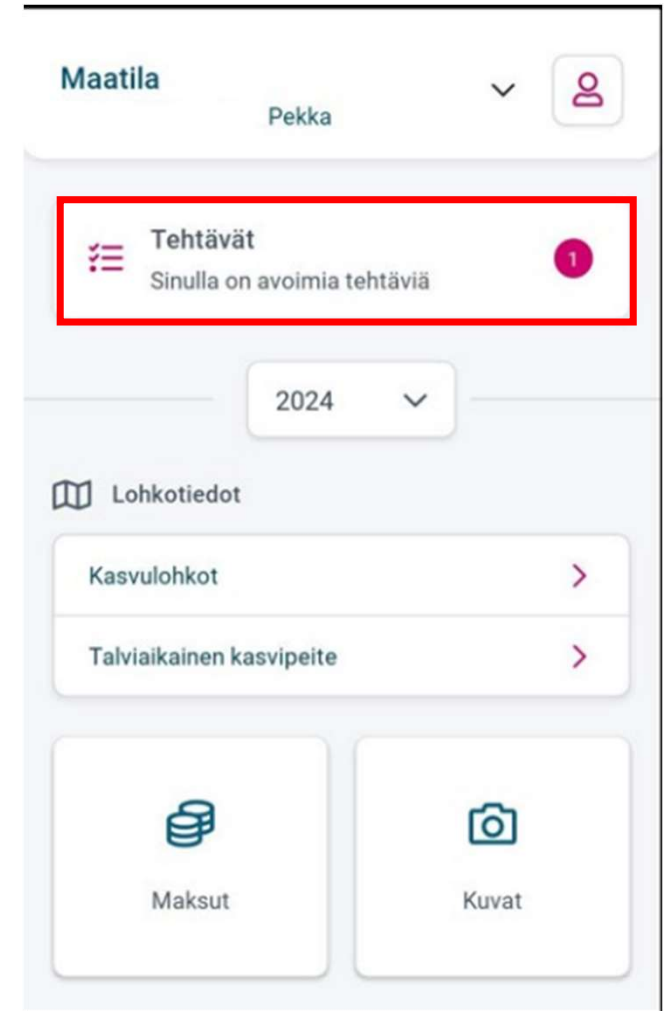 Maatila
Pekka
Tehtävät
Sinulla on avoimia tehtäviä
1
2024
Lohkotiedot
Kasvulohkot
Talviaikainen kasvipeite
Maksut
Kuvat